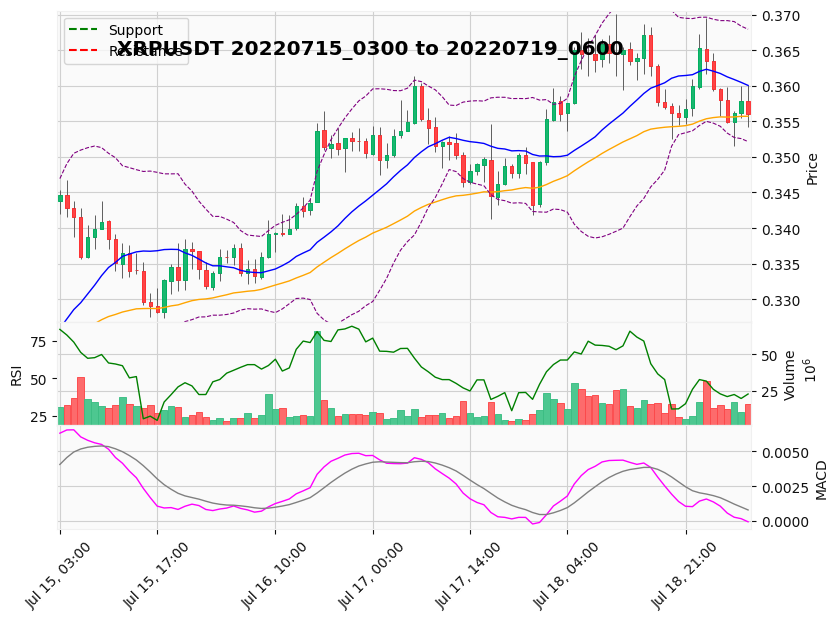 Support
Resistance
XRPUSDT 20220715_0300 to 20220719_0600
0.370
0.365
0.360
0.355
0.350
0.345
0.340
0.335
0.330
Price
75
50
25
RSI
50
25
Volume
10^6
0.0050
0.0025
0.0000
MACD
Jul 15, 03:00
Jul 15, 17:00
Jul 16, 10:00
Jul 17, 00:00
Jul 17, 14:00
Jul 18, 04:00
Jul 18, 21:00